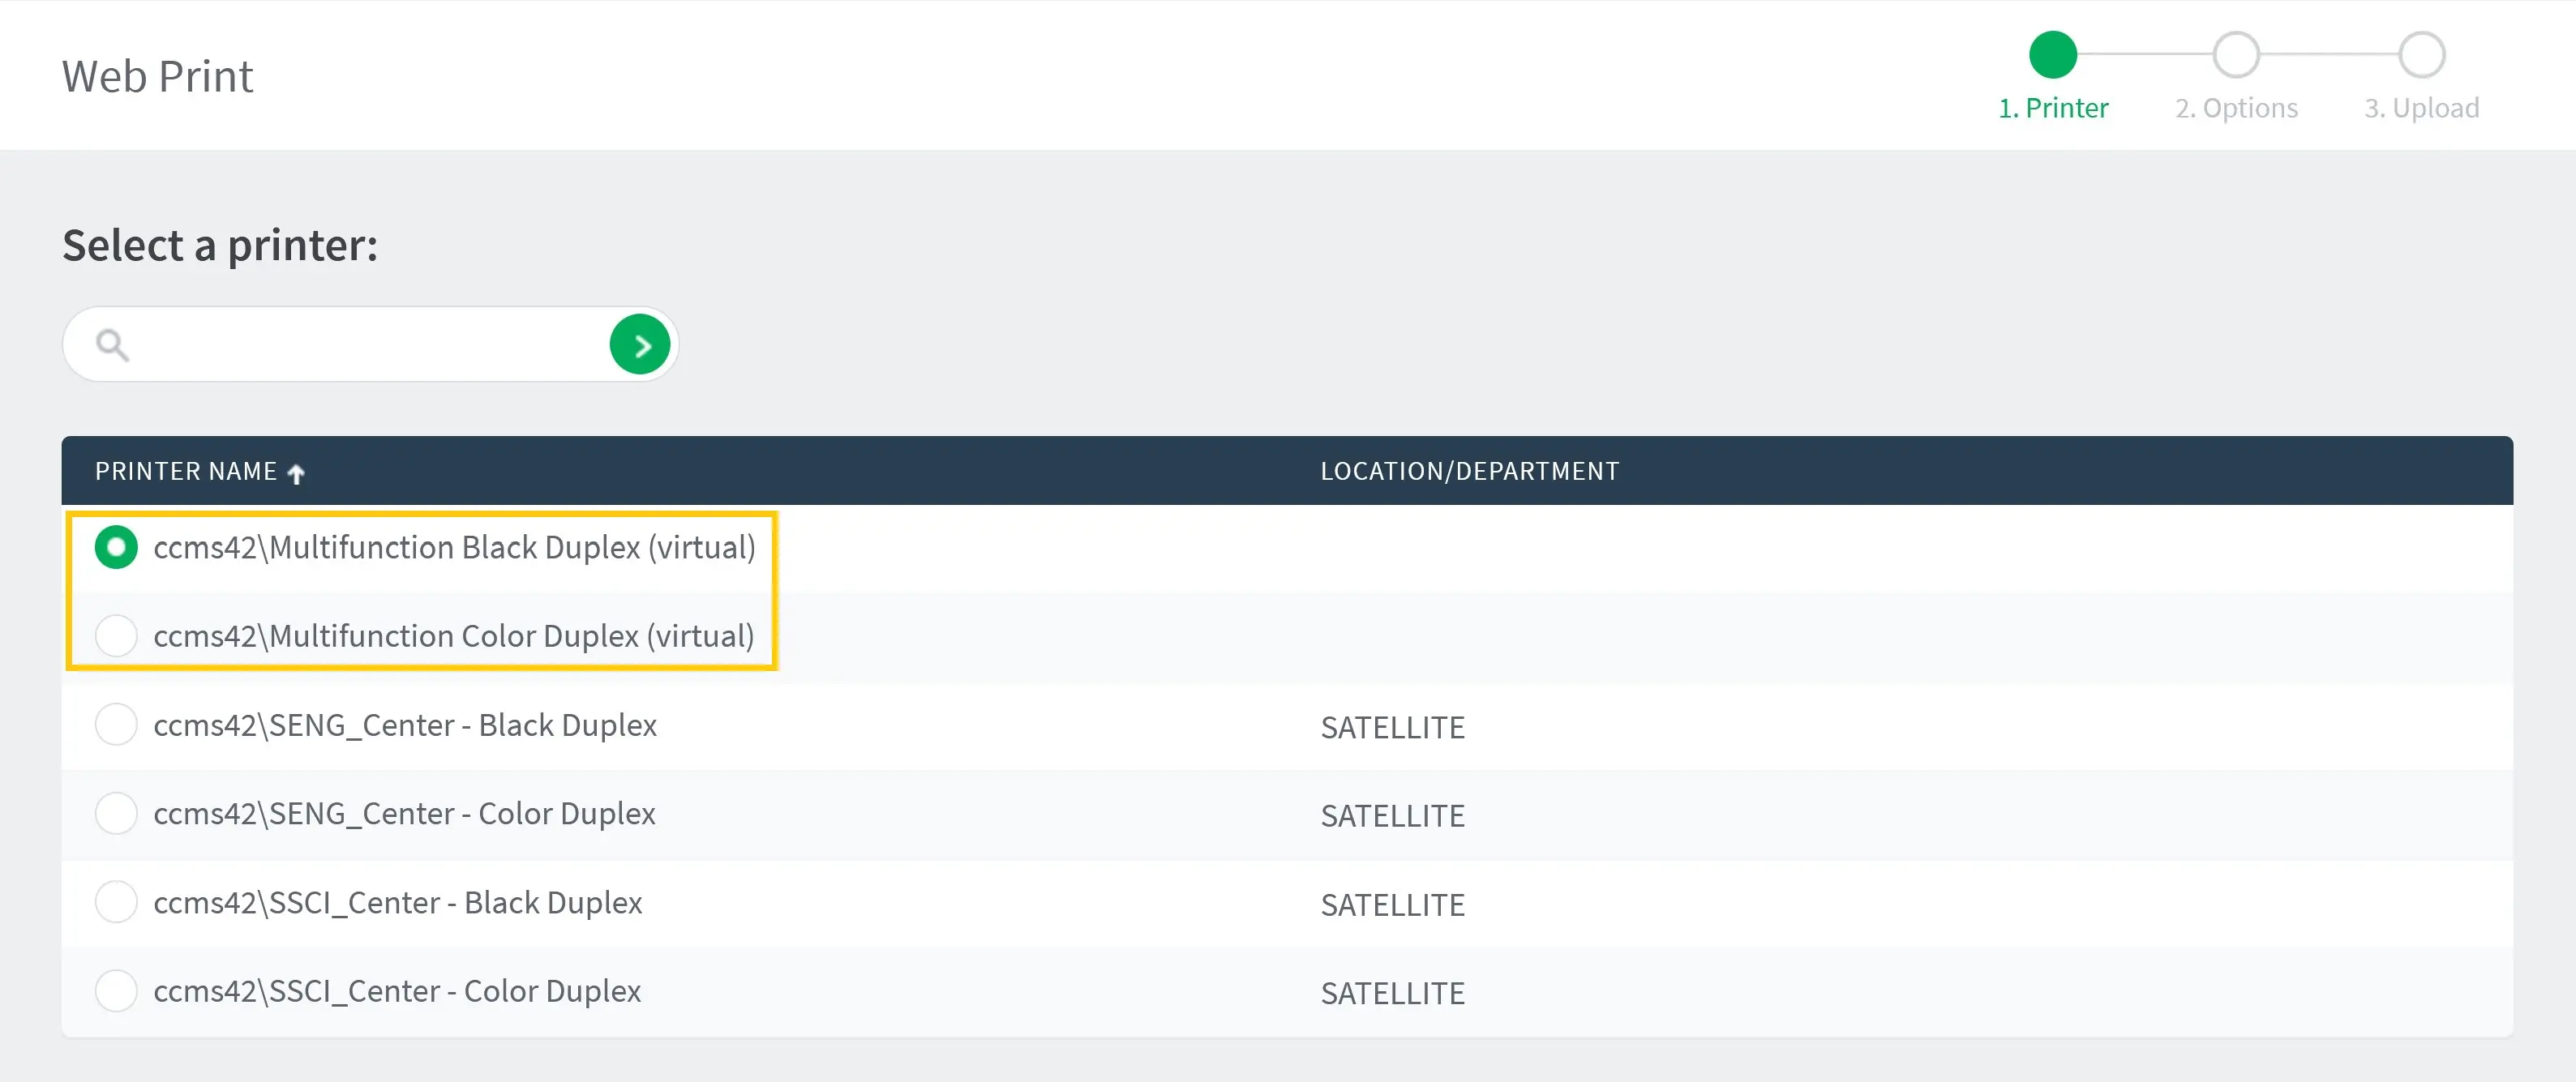 Web Print
1. Printer
2. Options
3. Upload
Select a printer:
PRINTER NAME
LOCATION/DEPARTMENT
ccms42\Multifunction Black Duplex (virtual)
ccms42\Multifunction Color Duplex (virtual)
ccms42\SENG_Center - Black Duplex
SATELLITE
ccms42\SENG_Center - Color Duplex
SATELLITE
ccms42\SSCI_Center - Black Duplex
SATELLITE
ccms42\SSCI_Center - Color Duplex
SATELLITE